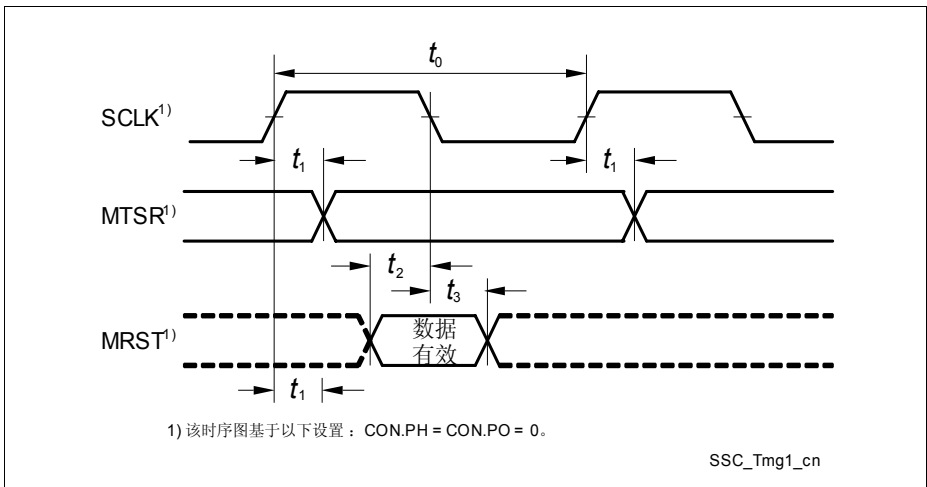 t₀
SCLK¹⁾
t₁ t₁
MTSR¹⁾
t₂
t₃
MRST¹⁾
数据
有效
t₁
1) 该时序图基于以下设置：CON.PH = CON.PO = 0。
SSC_Tmg1_cn